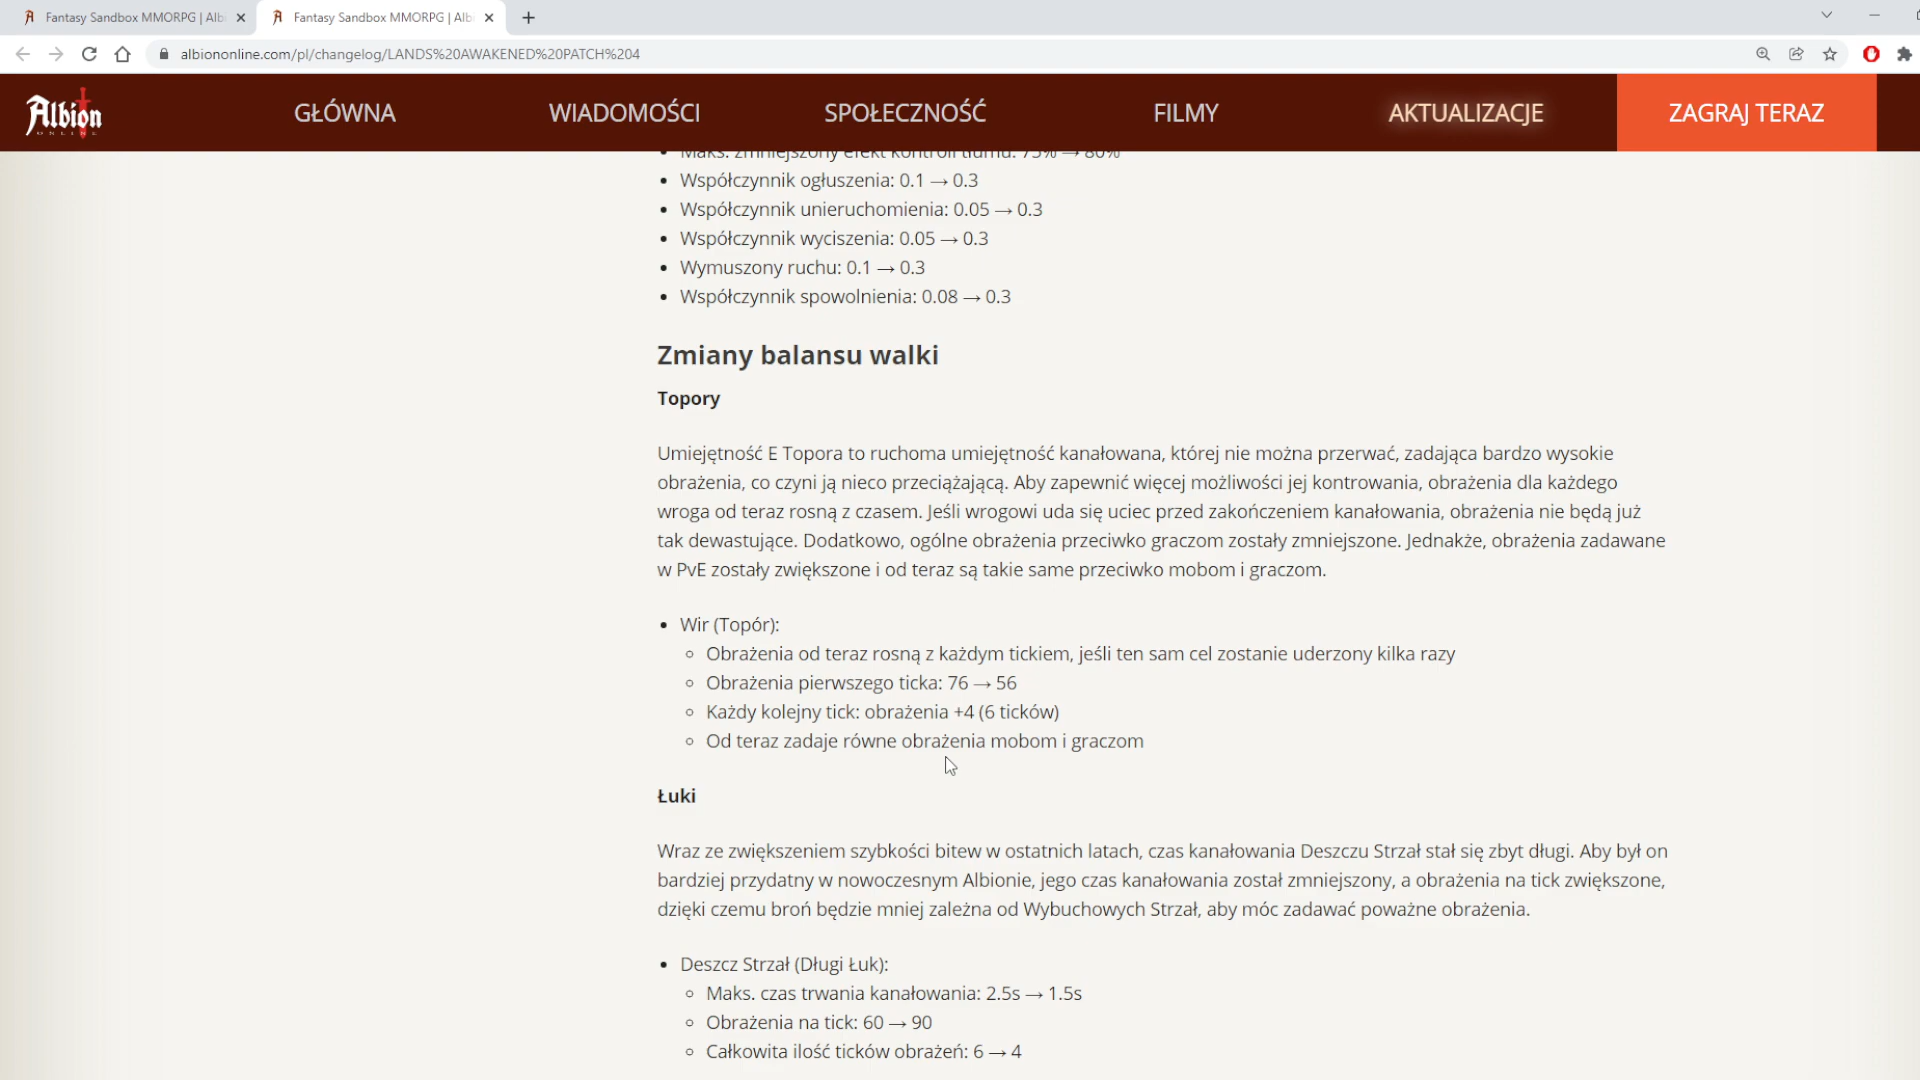 Fantasy Sandbox MMORPG | Alb
Fantasy Sandbox MMORPG | Alb
albiononline.com/pl/changelog/LANDS%20AWAKENED%20PATCH%204
Albion
ONLINE
GŁÓWNA
WIADOMOŚCI
SPOŁECZNOŚĆ
FILMY
AKTUALIZACJE
ZAGRAJ TERAZ
• Maks. zmniejszony efekt kontroli tłumu: 75% → 80%
• Współczynnik ogłuszenia: 0.1 → 0.3
• Współczynnik unieruchomienia: 0.05 → 0.3
• Współczynnik wyciszenia: 0.05 → 0.3
• Wymuszony ruchu: 0.1 → 0.3
• Współczynnik spowolnienia: 0.08 → 0.3
Zmiany balansu walki
Topory
Umiejętność E Topora to ruchoma umiejętność kanałowana, której nie można przerwać, zadająca bardzo wysokie
obrażenia, co czyni ją nieco przeciążającą. Aby zapewnić więcej możliwości jej kontrowania, obrażenia dla każdego
wroga od teraz rosną z czasem. Jeśli wrogowi uda się uciec przed zakończeniem kanałowania, obrażenia nie będą już
tak dewastujące. Dodatkowo, ogólne obrażenia przeciwko graczom zostały zmniejszone. Jednakże, obrażenia zadawane
w PvE zostały zwiększone i od teraz są takie same przeciwko mobom i graczom.
• Wir (Topór):
◦ Obrażenia od teraz rosną z każdym tickiem, jeśli ten sam cel zostanie uderzony kilka razy
◦ Obrażenia pierwszego ticka: 76 → 56
◦ Każdy kolejny tick: obrażenia +4 (6 ticków)
◦ Od teraz zadaje równe obrażenia mobom i graczom
Łuki
Wraz ze zwiększeniem szybkości bitew w ostatnich latach, czas kanałowania Deszczu Strzał stał się zbyt długi. Aby był on
bardziej przydatny w nowoczesnym Albionie, jego czas kanałowania został zmniejszony, a obrażenia na tick zwiększone,
dzięki czemu broń będzie mniej zależna od Wybuchowych Strzał, aby móc zadawać poważne obrażenia.
• Deszcz Strzał (Długi Łuk):
◦ Maks. czas trwania kanałowania: 2.5s → 1.5s
◦ Obrażenia na tick: 60 → 90
◦ Całkowita ilość ticków obrażeń: 6 → 4